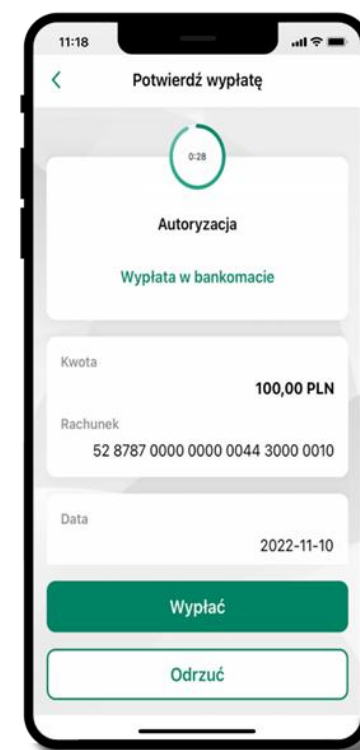 11:18
Potwierdź wypłatę
0:28
Autoryzacja
Wypłata w bankomacie
Kwota
100,00 PLN
Rachunek
52 8787 0000 0000 0044 3000 0010
Data
2022-11-10
Wypłać
Odrzuć